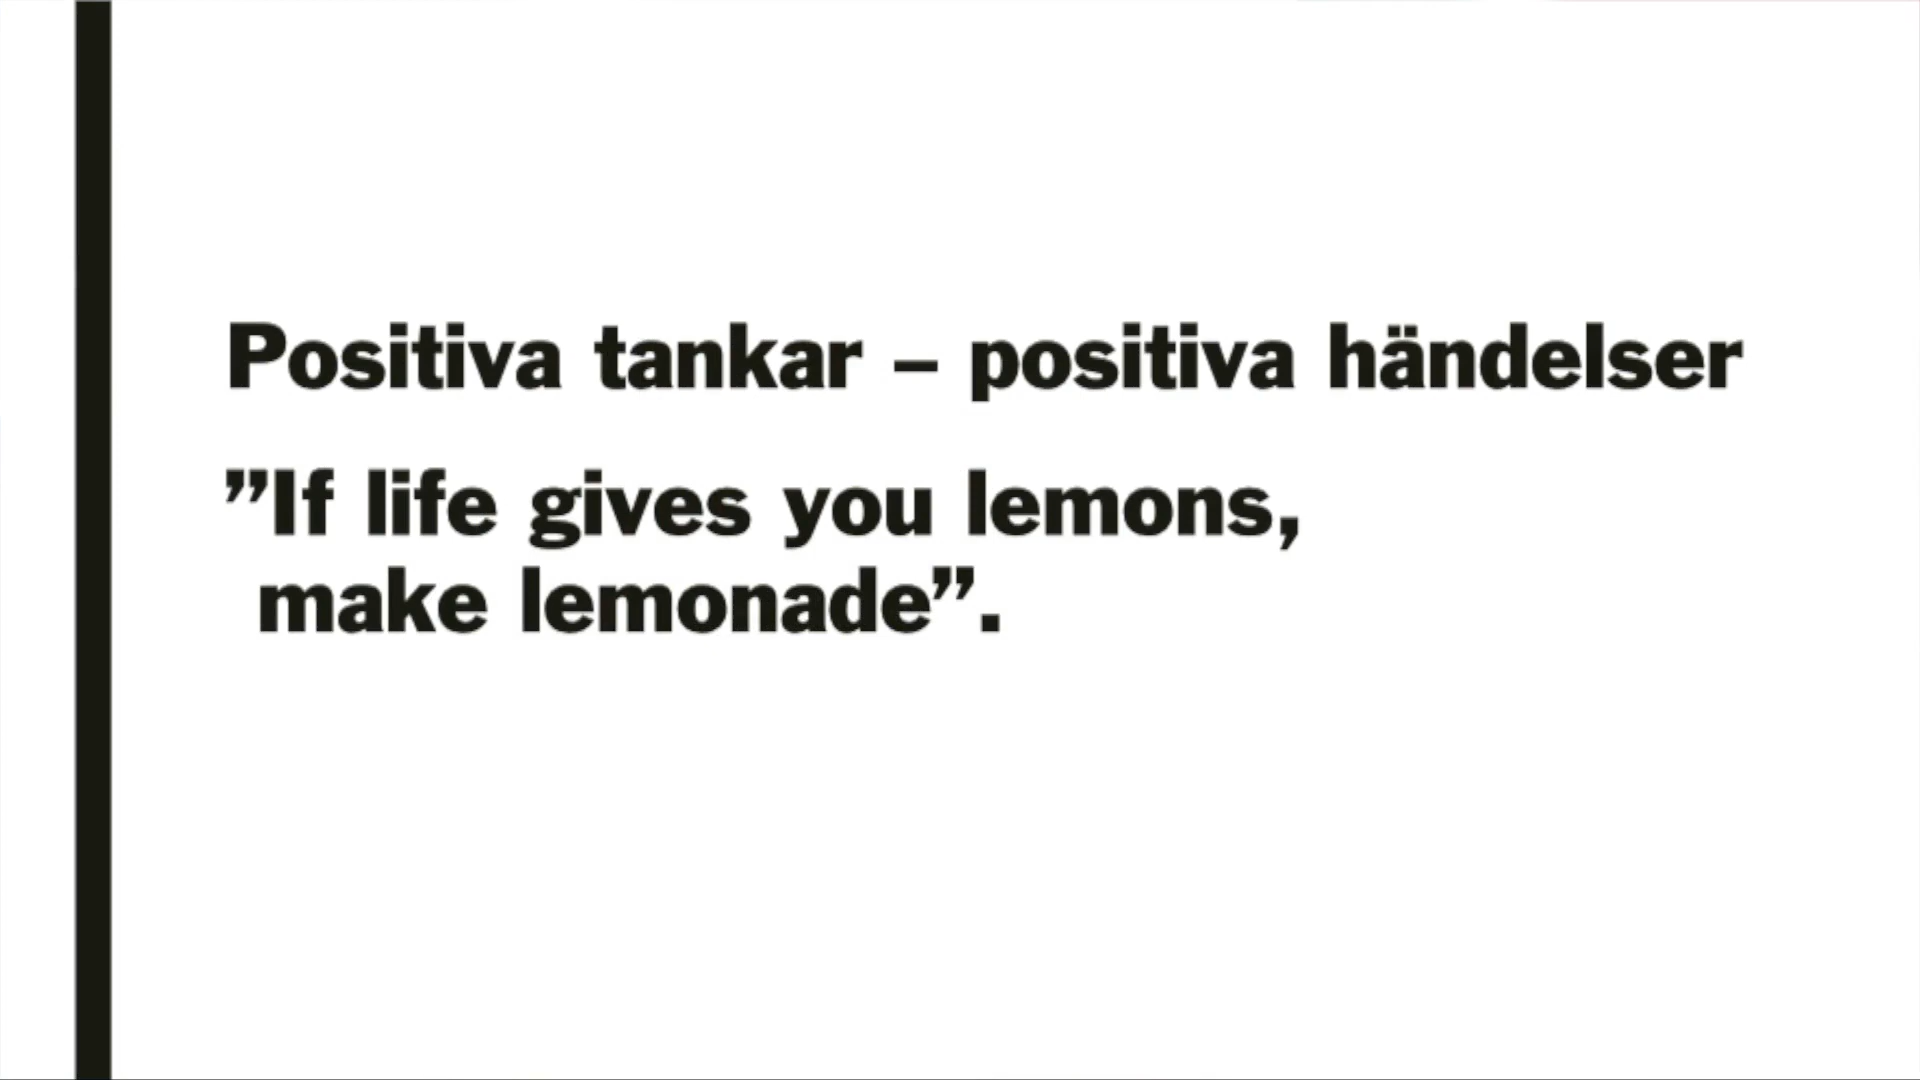 Positiva tankar – positiva händelser
”If life gives you lemons,
make lemonade”.